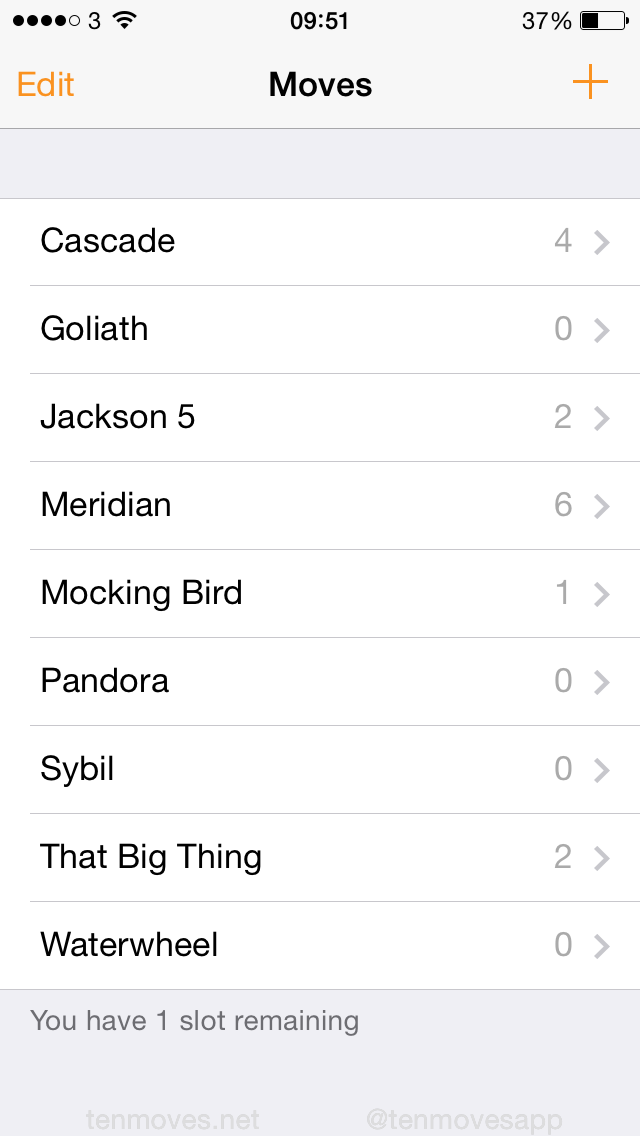 3 09:51 37%
Edit Moves
Cascade 4
Goliath 0
Jackson 5 2
Meridian 6
Mocking Bird 1
Pandora 0
Sybil 0
That Big Thing 2
Waterwheel 0
You have 1 slot remaining
tenmoves.net @tenmovesapp